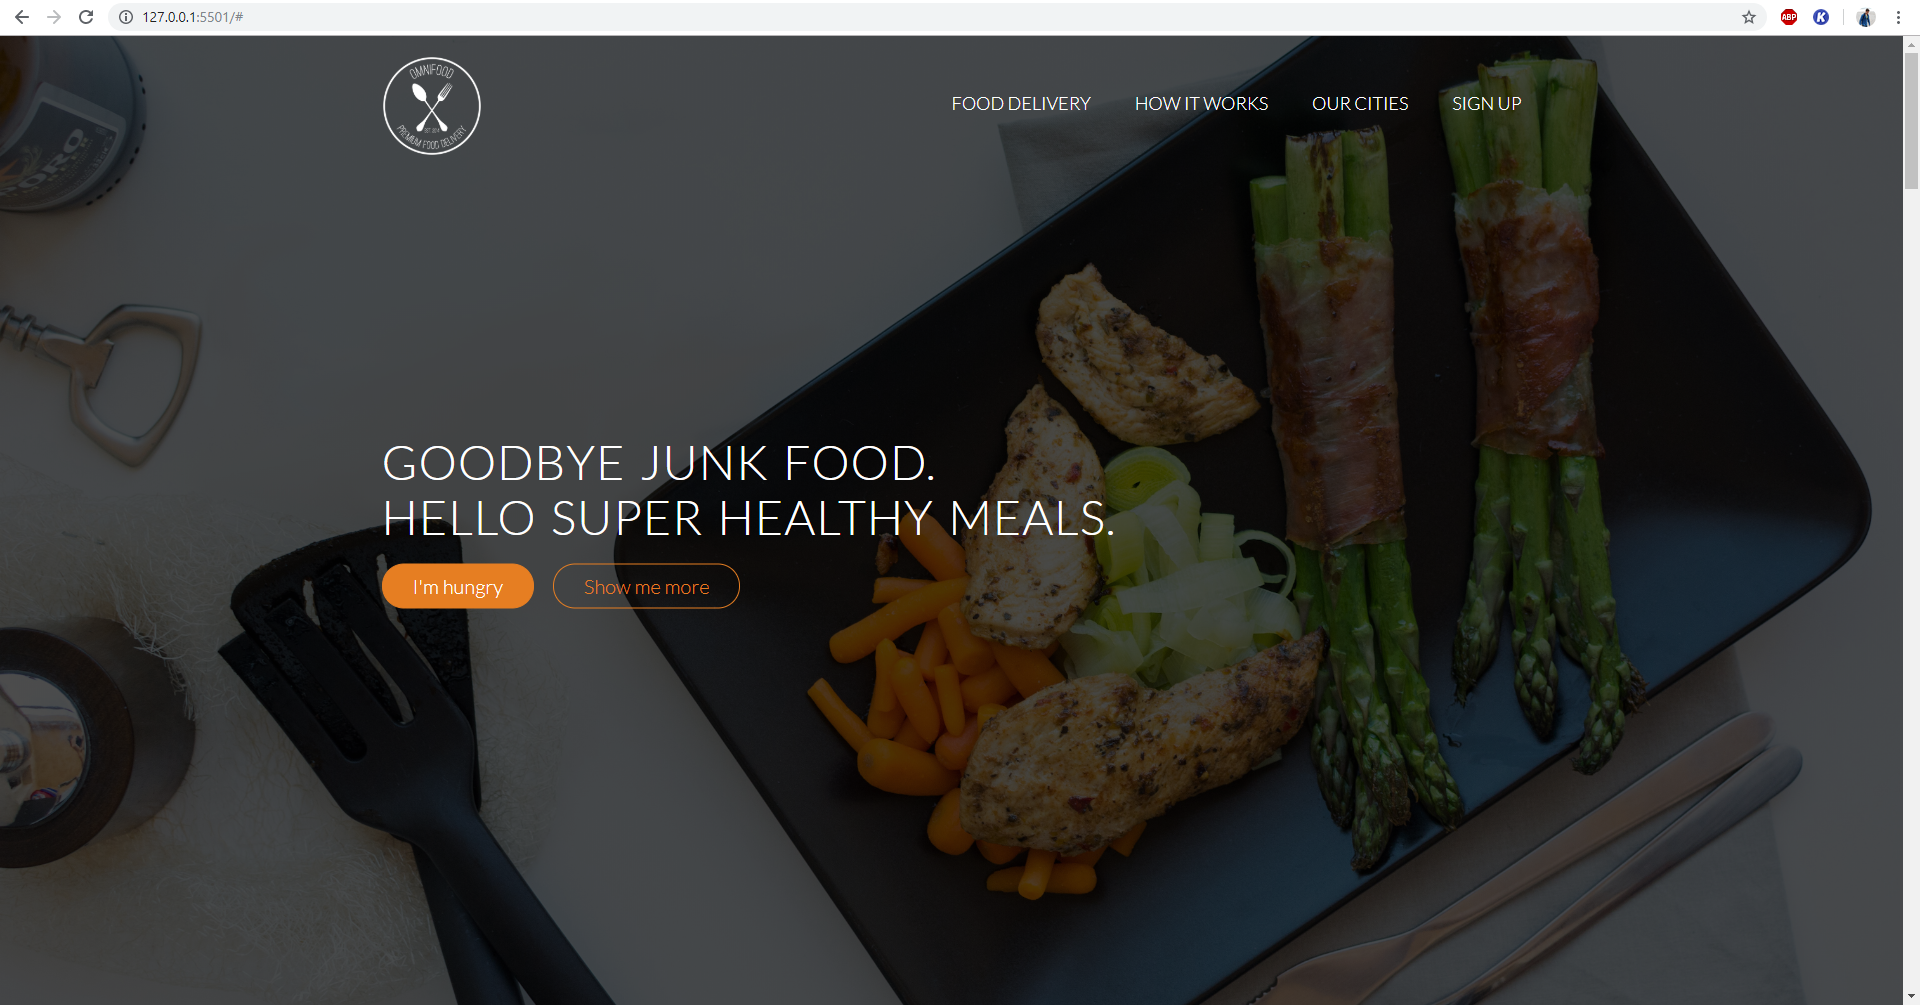 127.0.0.1:5501/#
ABP
K
OMNIFOOD
EST 2014
PREMIUM FOOD DELIVERY
FOOD DELIVERY
HOW IT WORKS
OUR CITIES
SIGN UP
GOODBYE JUNK FOOD.
HELLO SUPER HEALTHY MEALS.
I'm hungry
Show me more